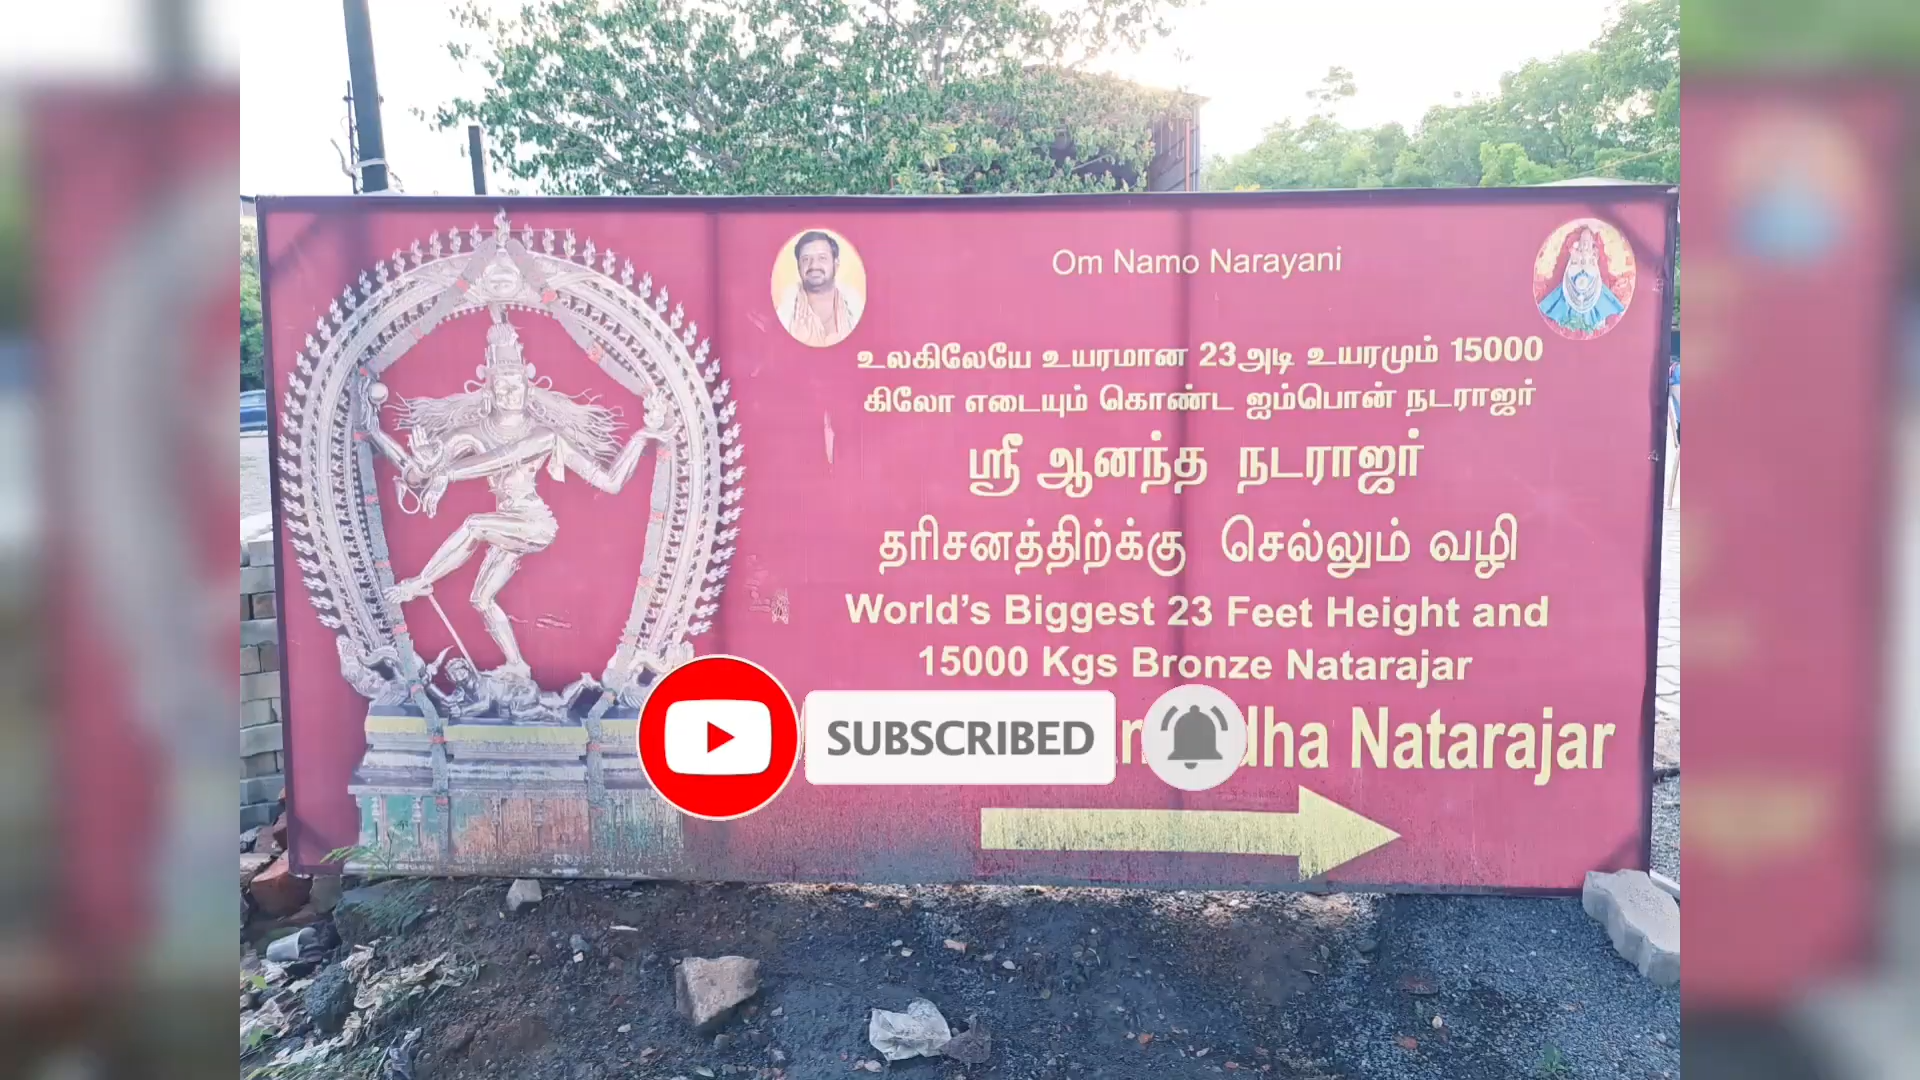 Om Namo Narayani
உலகிலேயே உயரமான 23அடி உயரமும் 15000
கிலோ எடையும் கொண்ட ஐம்பொன் நடராஜர்
ஸ்ரீ ஆனந்த நடராஜர்
தரிசனத்திற்க்கு செல்லும் வழி
World's Biggest 23 Feet Height and
15000 Kgs Bronze Natarajar
Natarajar
SUBSCRIBED